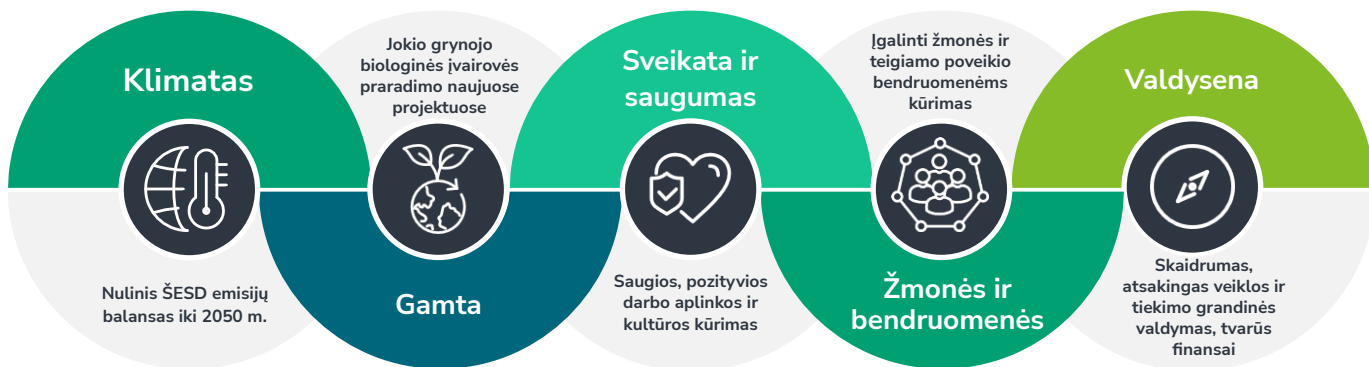 Klimatas
Nulinis ŠESD emisijų
balansas iki 2050 m.
Jokio grynojo
biologinės įvairovės
praradimo naujuose
projektuose
Gamta
Sveikata ir
saugumas
Saugios, pozityvios
darbo aplinkos ir
kultūros kūrimas
Įgalinti žmonės ir
teigiamo poveikio
bendruomenėms
kūrimas
Žmonės ir
bendruomenės
Valdysena
Skaidrumas,
atsakingas veiklos ir
tiekimo grandinės
valdymas, tvarūs
finansai